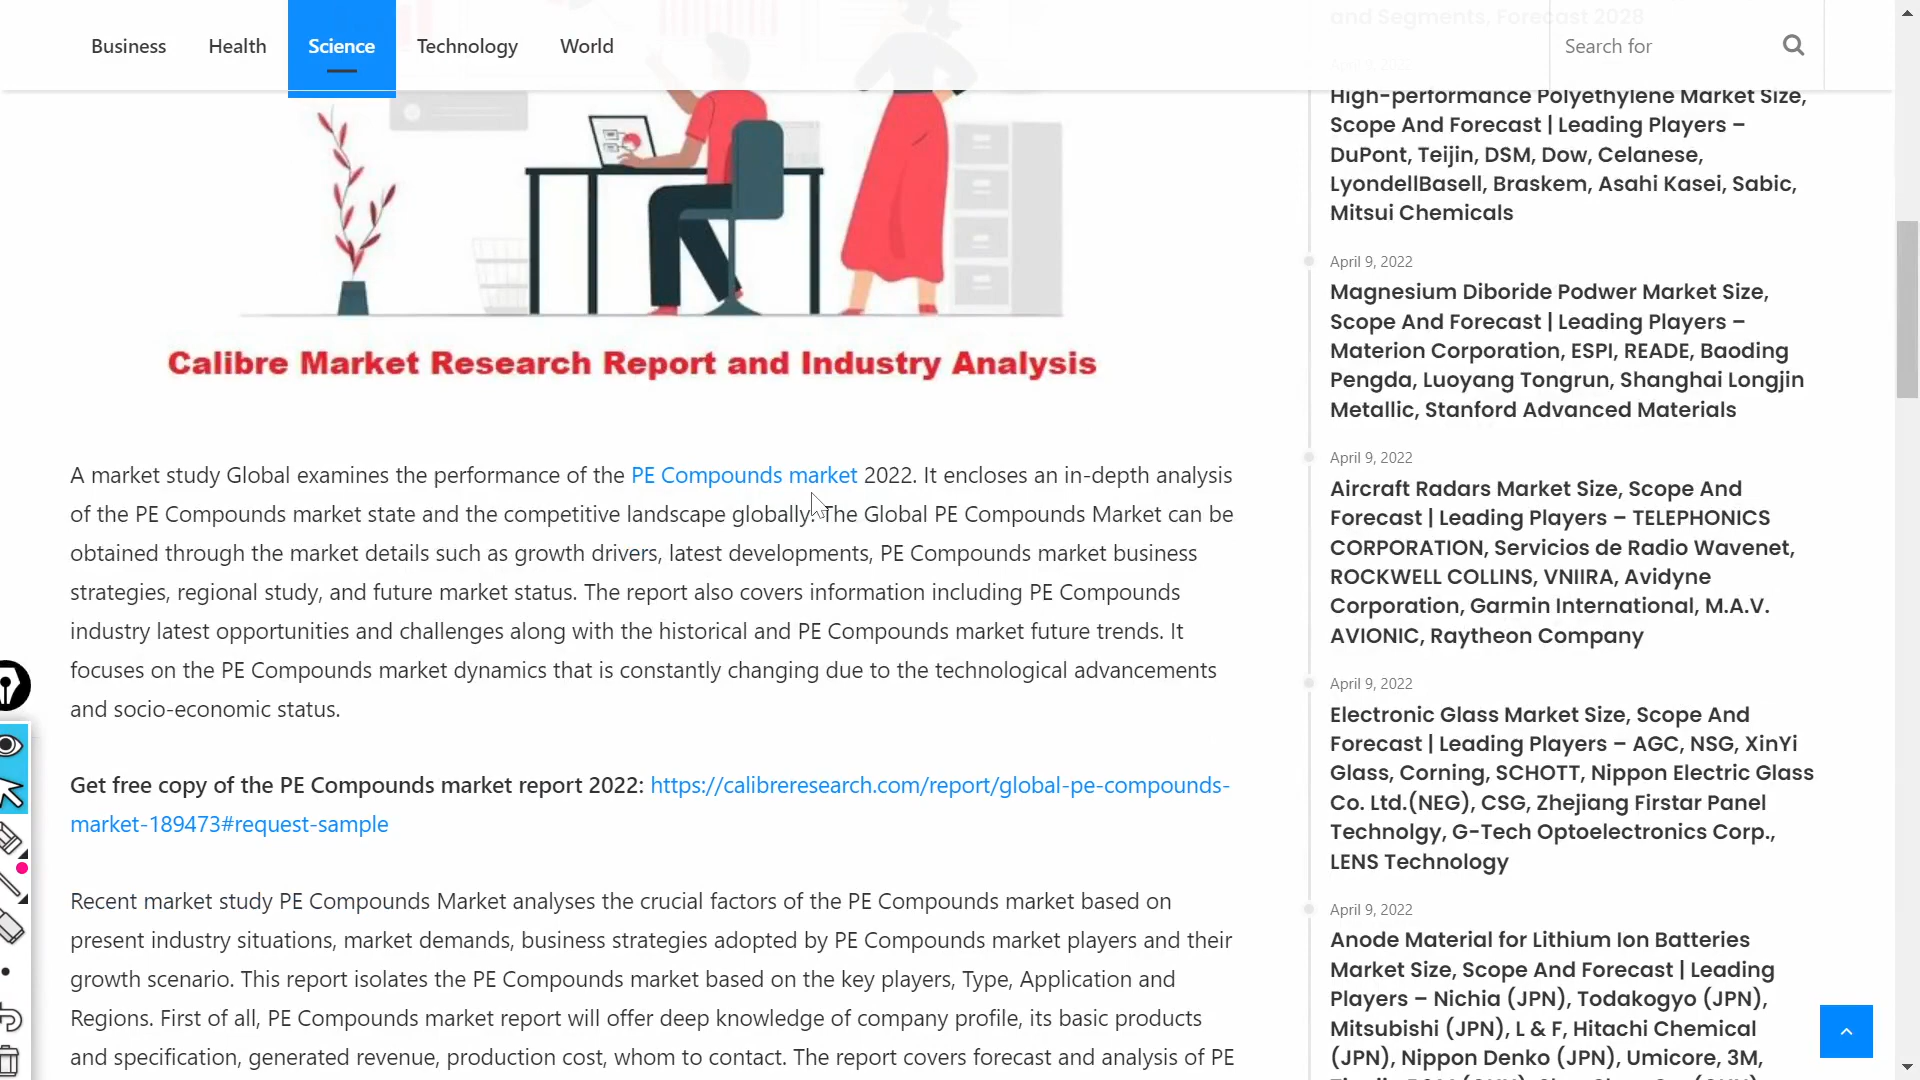 Business
Health
Science
Technology
World
Search for
A market study Global examines the performance of the PE Compounds market 2022. It encloses an in-depth analysis
of the PE Compounds market state and the competitive landscape globally. The Global PE Compounds Market can be
obtained through the market details such as growth drivers, latest developments, PE Compounds market business
strategies, regional study, and future market status. The report also covers information including PE Compounds
industry latest opportunities and challenges along with the historical and PE Compounds market future trends. It
focuses on the PE Compounds market dynamics that is constantly changing due to the technological advancements
and socio-economic status.
Calibre Market Research Report and Industry Analysis
Get free copy of the PE Compounds market report 2022: https://calibreresearch.com/report/global-pe-compounds-
market-189473#request-sample
Recent market study PE Compounds Market analyses the crucial factors of the PE Compounds market based on
present industry situations, market demands, business strategies adopted by PE Compounds market players and their
growth scenario. This report isolates the PE Compounds market based on the key players, Type, Application and
Regions. First of all, PE Compounds market report will offer deep knowledge of company profile, its basic products
and specification, generated revenue, production cost, whom to contact. The report covers forecast and analysis of PE
and Segments, Forecast 2028
High-performance Polyethylene Market Size,
Scope And Forecast | Leading Players –
DuPont, Teijin, DSM, Dow, Celanese,
LyondellBasell, Braskem, Asahi Kasei, Sabic,
Mitsui Chemicals
April 9, 2022
Magnesium Diboride Podwer Market Size,
Scope And Forecast | Leading Players –
Materion Corporation, ESPI, READE, Baoding
Pengda, Luoyang Tongrun, Shanghai Longjin
Metallic, Stanford Advanced Materials
April 9, 2022
Aircraft Radars Market Size, Scope And
Forecast | Leading Players – TELEPHONICS
CORPORATION, Servicios de Radio Wavenet,
ROCKWELL COLLINS, VNIIRA, Avidyne
Corporation, Garmin International, M.A.V.
AVIONIC, Raytheon Company
April 9, 2022
Electronic Glass Market Size, Scope And
Forecast | Leading Players – AGC, NSG, XinYi
Glass, Corning, SCHOTT, Nippon Electric Glass
Co. Ltd.(NEG), CSG, Zhejiang Firstar Panel
Technolgy, G-Tech Optoelectronics Corp.,
LENS Technology
April 9, 2022
Anode Material for Lithium Ion Batteries
Market Size, Scope And Forecast | Leading
Players – Nichia (JPN), Todakogyo (JPN),
Mitsubishi (JPN), L & F, Hitachi Chemical
(JPN), Nippon Denko (JPN), Umicore, 3M,